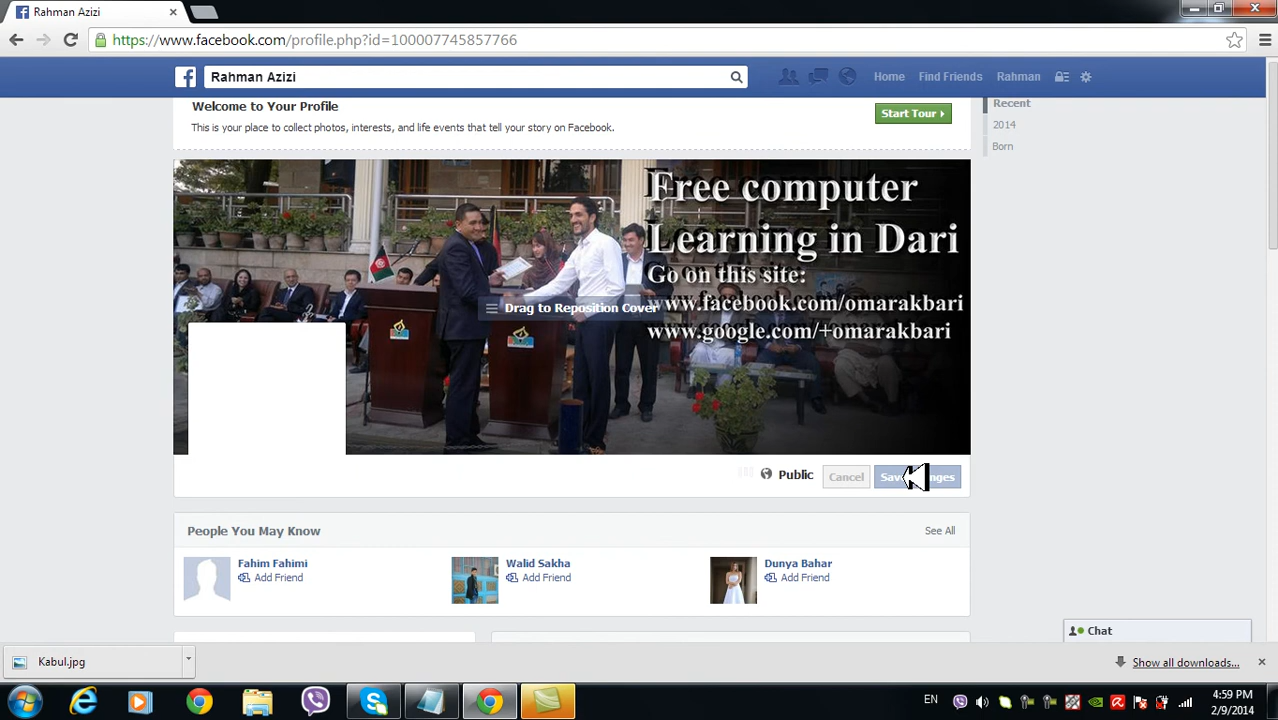 Rahman Azizi
https://www.facebook.com/profile.php?id=100007745857766
Rahman Azizi
Home
Find Friends
Rahman
Welcome to Your Profile
Start Tour
This is your place to collect photos, interests, and life events that tell your story on Facebook.
Recent
2014
Born
Free computer
Learning in Dari
Go on this site:
www.facebook.com/omarakbari
www.google.com/+omarakbari
Drag to Reposition Cover
Public
Cancel
People You May Know
See All
Fahim Fahimi
Add Friend
Walid Sakha
Add Friend
Dunya Bahar
Add Friend
Chat
Kabul.jpg
Show all downloads...
EN
4:59 PM
2/9/2014